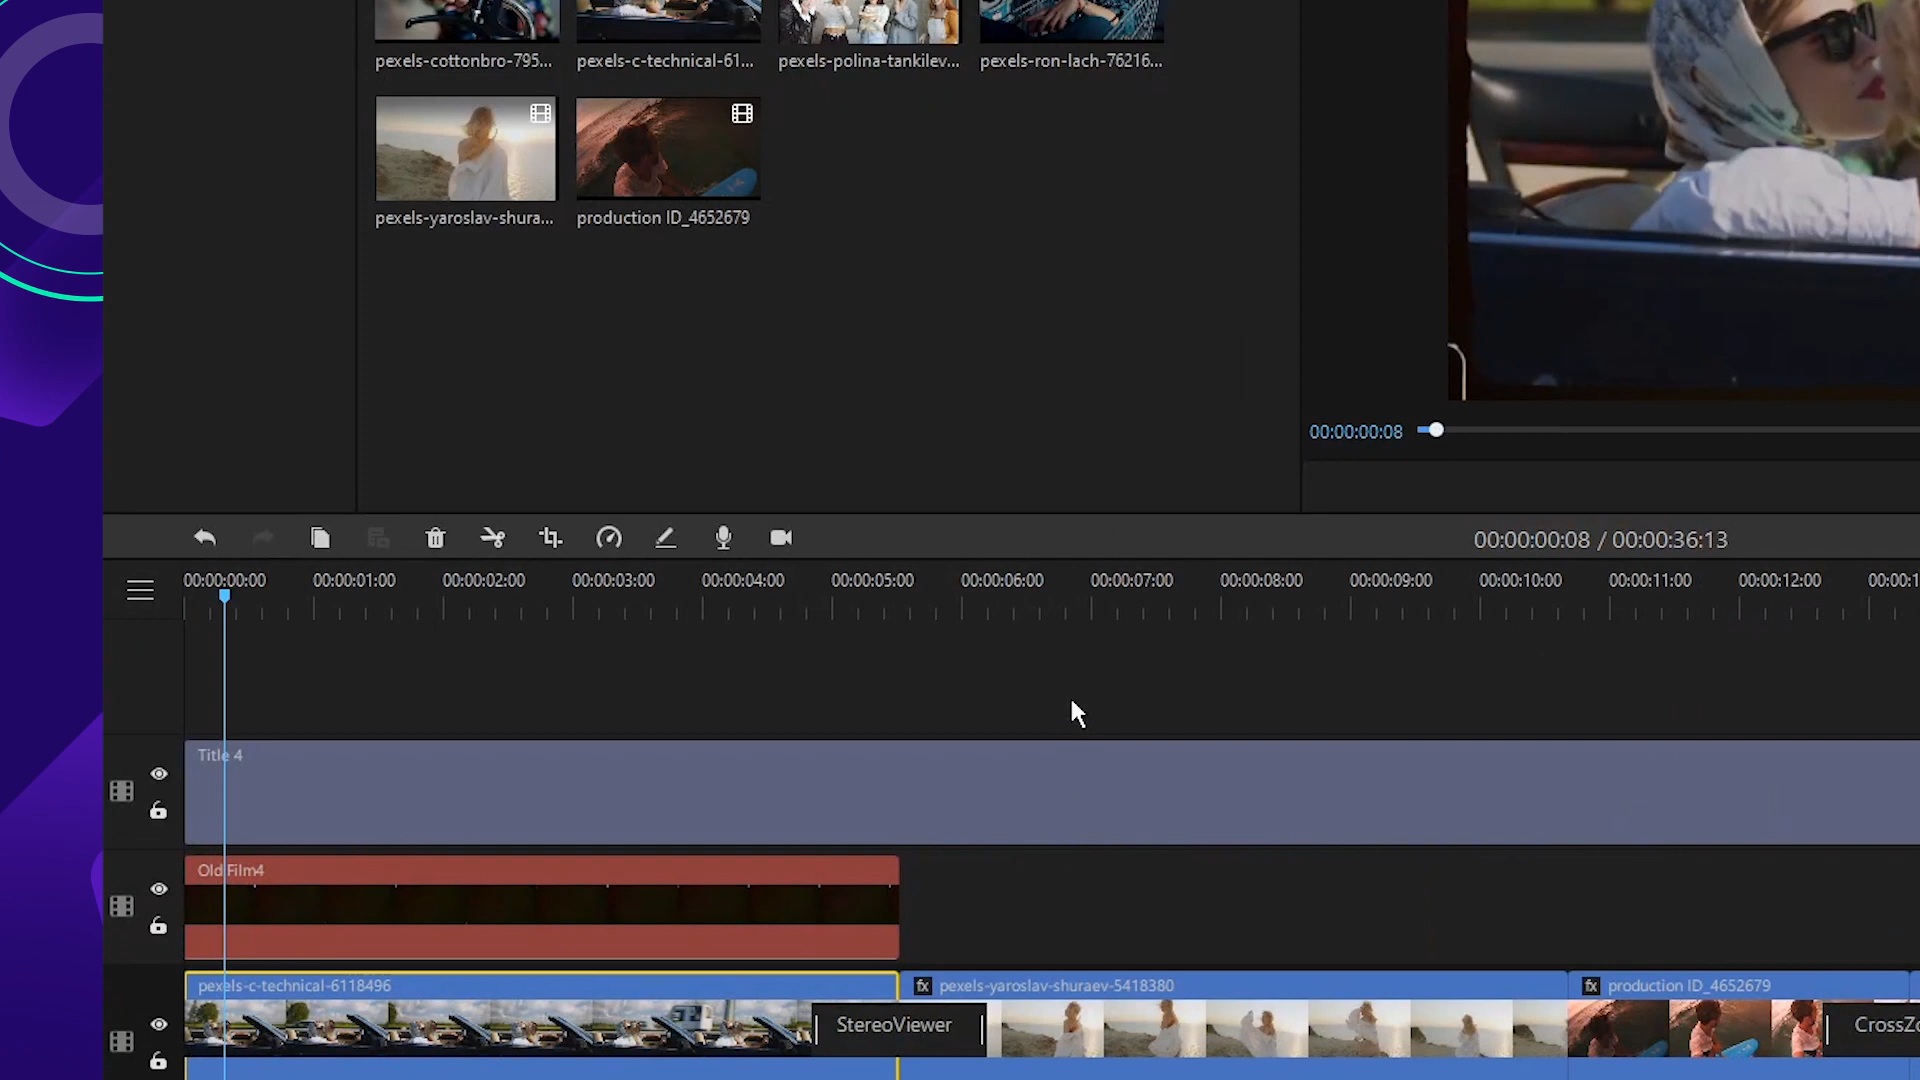 pexels-cottonbro-795...
pexels-c-technical-61...
pexels-polina-tankilev...
pexels-ron-lach-76216...
pexels-yaroslav-shura...
production ID_4652679
00:00:00:08
00:00:00:08 / 00:00:36:13
00:00:00:00 00:00:01:00 00:00:02:00 00:00:03:00 00:00:04:00 00:00:05:00 00:00:06:00 00:00:07:00 00:00:08:00 00:00:09:00 00:00:10:00 00:00:11:00 00:00:12:00 00:00:1
Title 4
Old Film4
pexels-c-technical-6118496
fx pexels-yaroslav-shuraev-5418380
fx production ID_4652679
StereoViewer
CrossZo